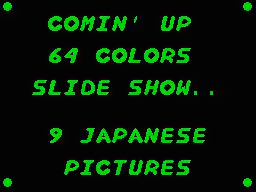 COMIN' UP
64 COLORS
SLIDE SHOW..
9 JAPANESE
PICTURES